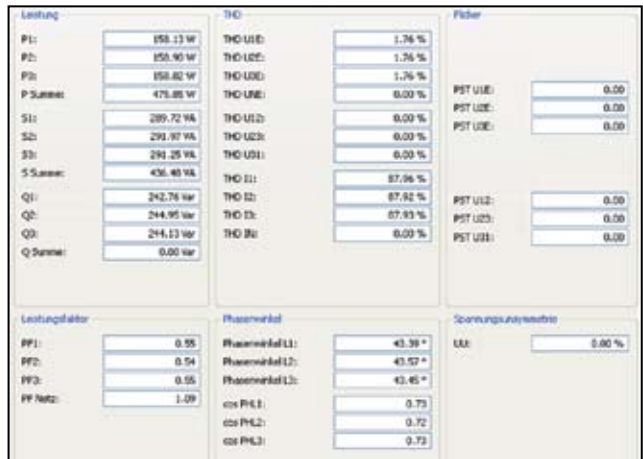 Leistung
P1: 158.13 W
P2: 158.90 W
P3: 158.82 W
P Summe: 475.85 W
S1: 289.72 VA
S2: 291.97 VA
S3: 291.25 VA
S Summe: 436.48 VA
Q1: 242.76 Var
Q2: 244.95 Var
Q3: 244.13 Var
Q Summe: 0.00 Var
THD
THD U1E: 1.76 %
THD U2E: 1.76 %
THD U3E: 1.76 %
THD UNE: 0.00 %
THD U12: 0.00 %
THD U23: 0.00 %
THD U31: 0.00 %
THD I1: 87.96 %
THD I2: 87.92 %
THD I3: 87.93 %
THD IN: 0.00 %
Flicker
PST U1E: 0.00
PST U2E: 0.00
PST U3E: 0.00
PST U12: 0.00
PST U23: 0.00
PST U31: 0.00
Leistungsfaktor
PF1: 0.55
PF2: 0.54
PF3: 0.55
PF Netz: 1.09
Phasenwinkel
Phasenwinkel L1: 43.39 °
Phasenwinkel L2: 43.57 °
Phasenwinkel L3: 43.45 °
cos PHI_1: 0.73
cos PHI_2: 0.72
cos PHI_3: 0.73
Spannungsunsymmetrie
UU: 0.00 %